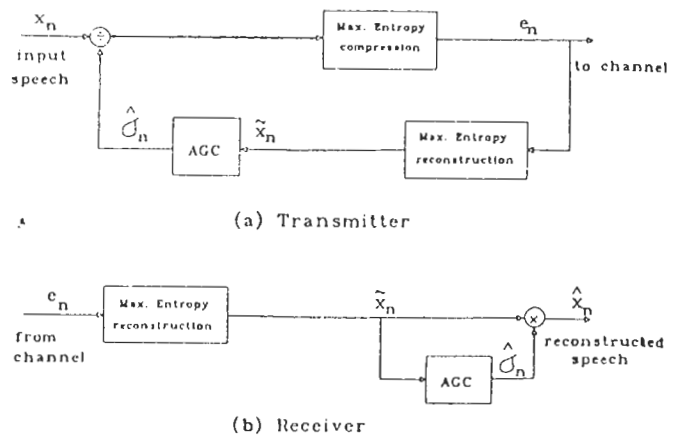 x_n
÷
input speech
Max. Entropy
compression
e_n
to channel
σ̂_n
AGC
x̃_n
Max. Entropy
reconstruction
(a) Transmitter
e_n
from
channel
Max. Entropy
reconstruction
x̃_n
×
x̂_n
reconstructed
speech
AGC
σ̂_n
(b) Receiver